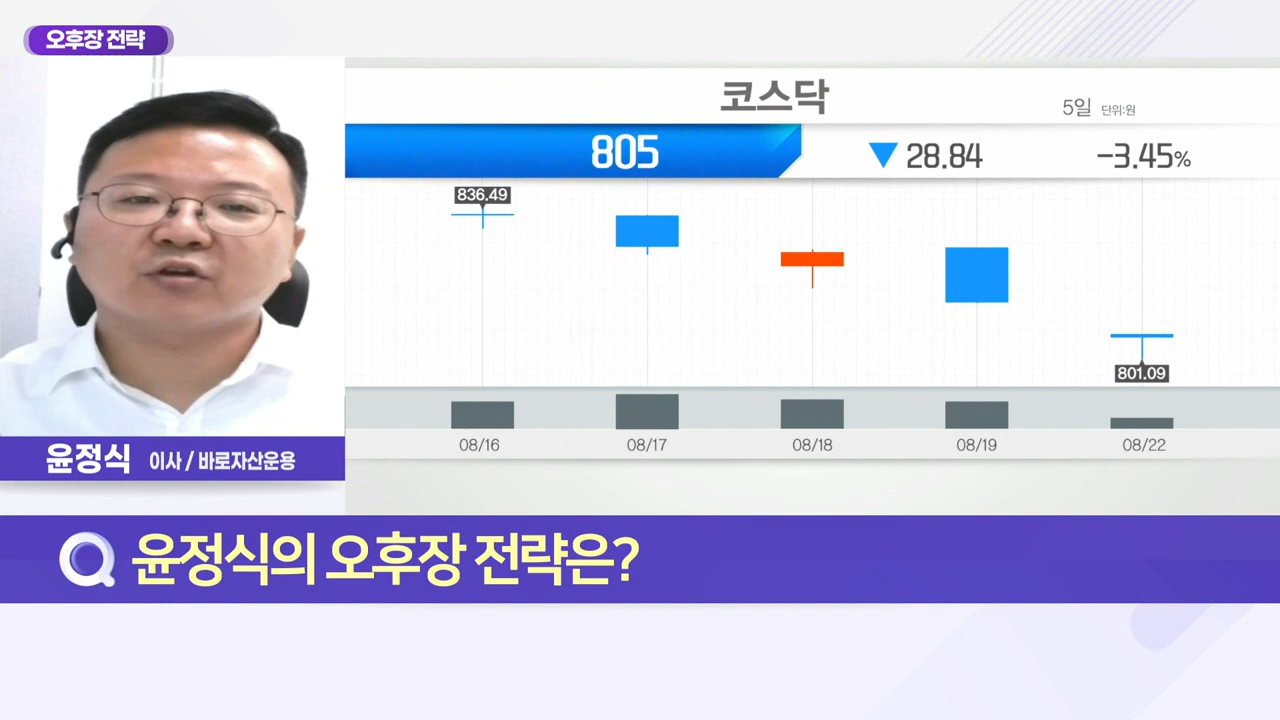 오후장 전략
코스닥
5일 단위:원
805 ▼28.84 -3.45%
836.49
801.09
08/16 08/17 08/18 08/19 08/22
윤정식 이사 / 바로자산운용
Q 윤정식의 오후장 전략은?